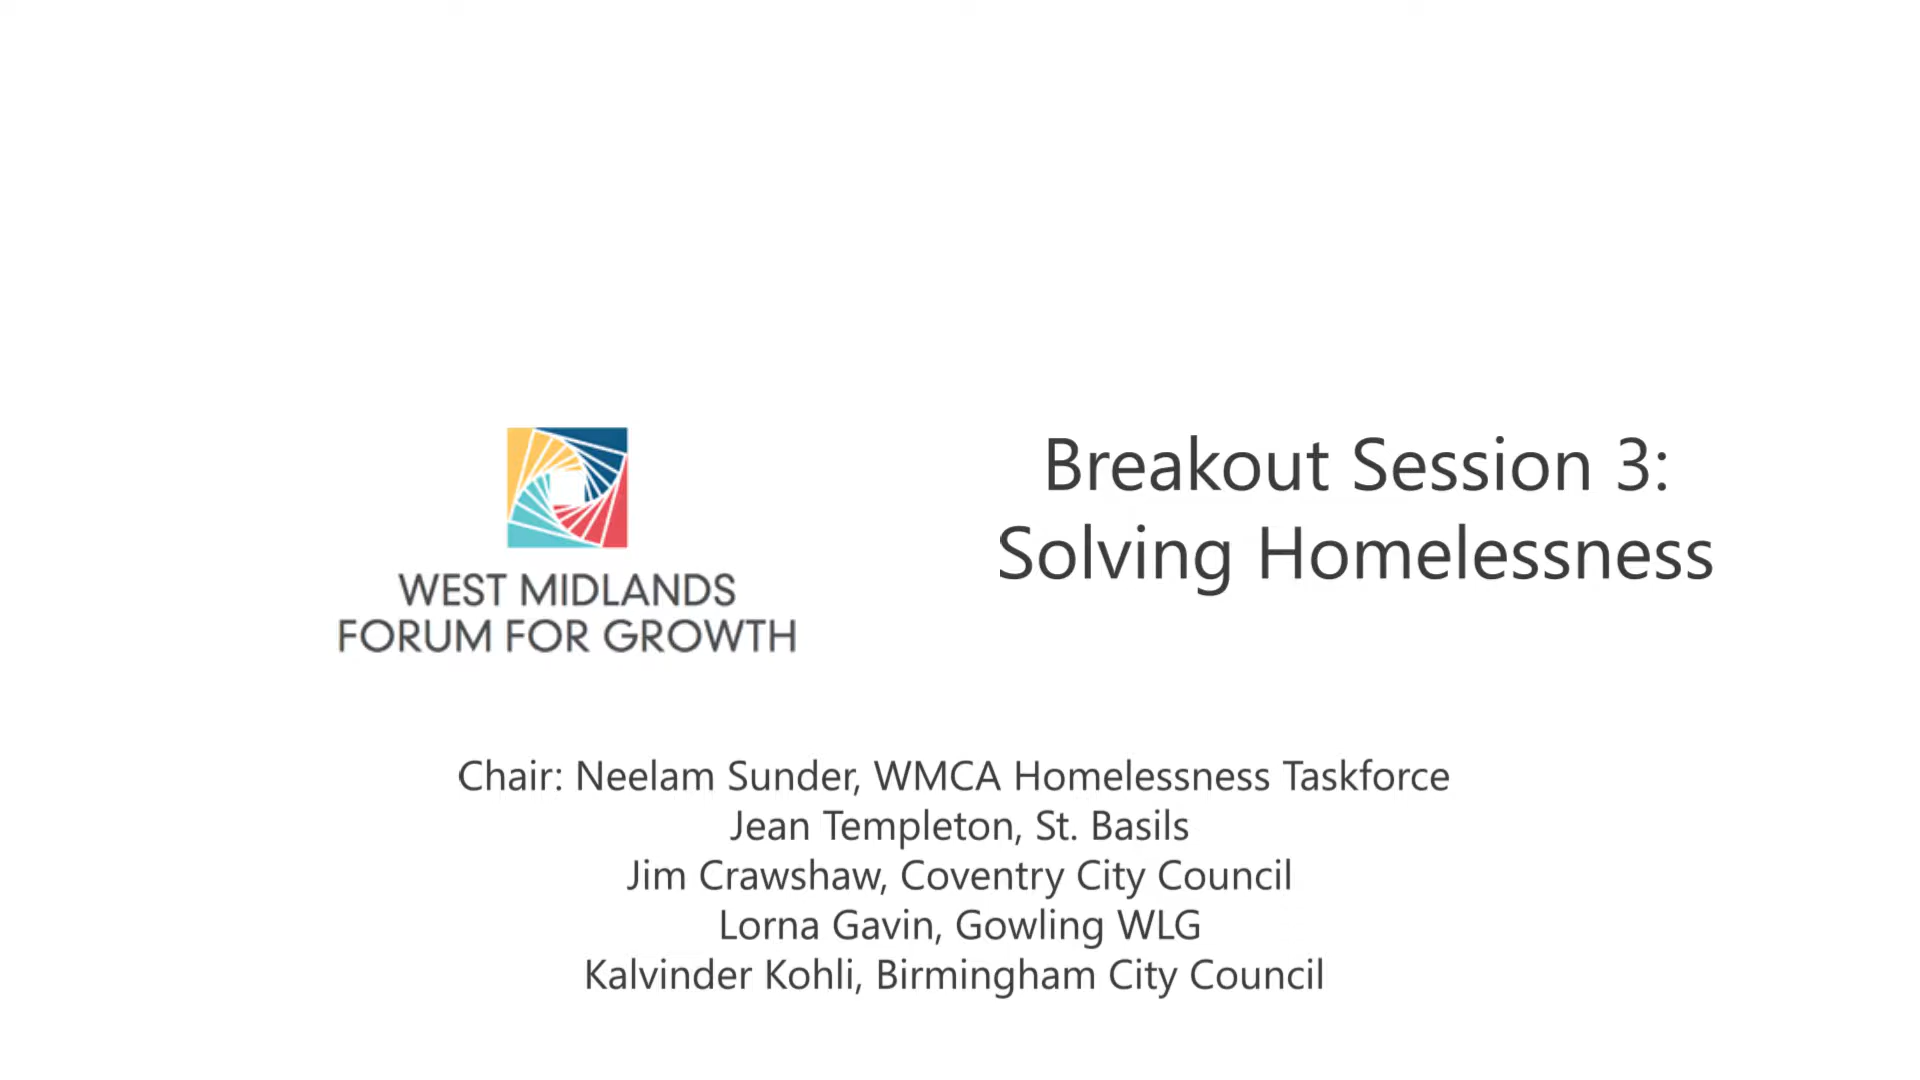 WEST MIDLANDS
FORUM FOR GROWTH
Breakout Session 3:
Solving Homelessness
Chair: Neelam Sunder, WMCA Homelessness Taskforce
Jean Templeton, St. Basils
Jim Crawshaw, Coventry City Council
Lorna Gavin, Gowling WLG
Kalvinder Kohli, Birmingham City Council